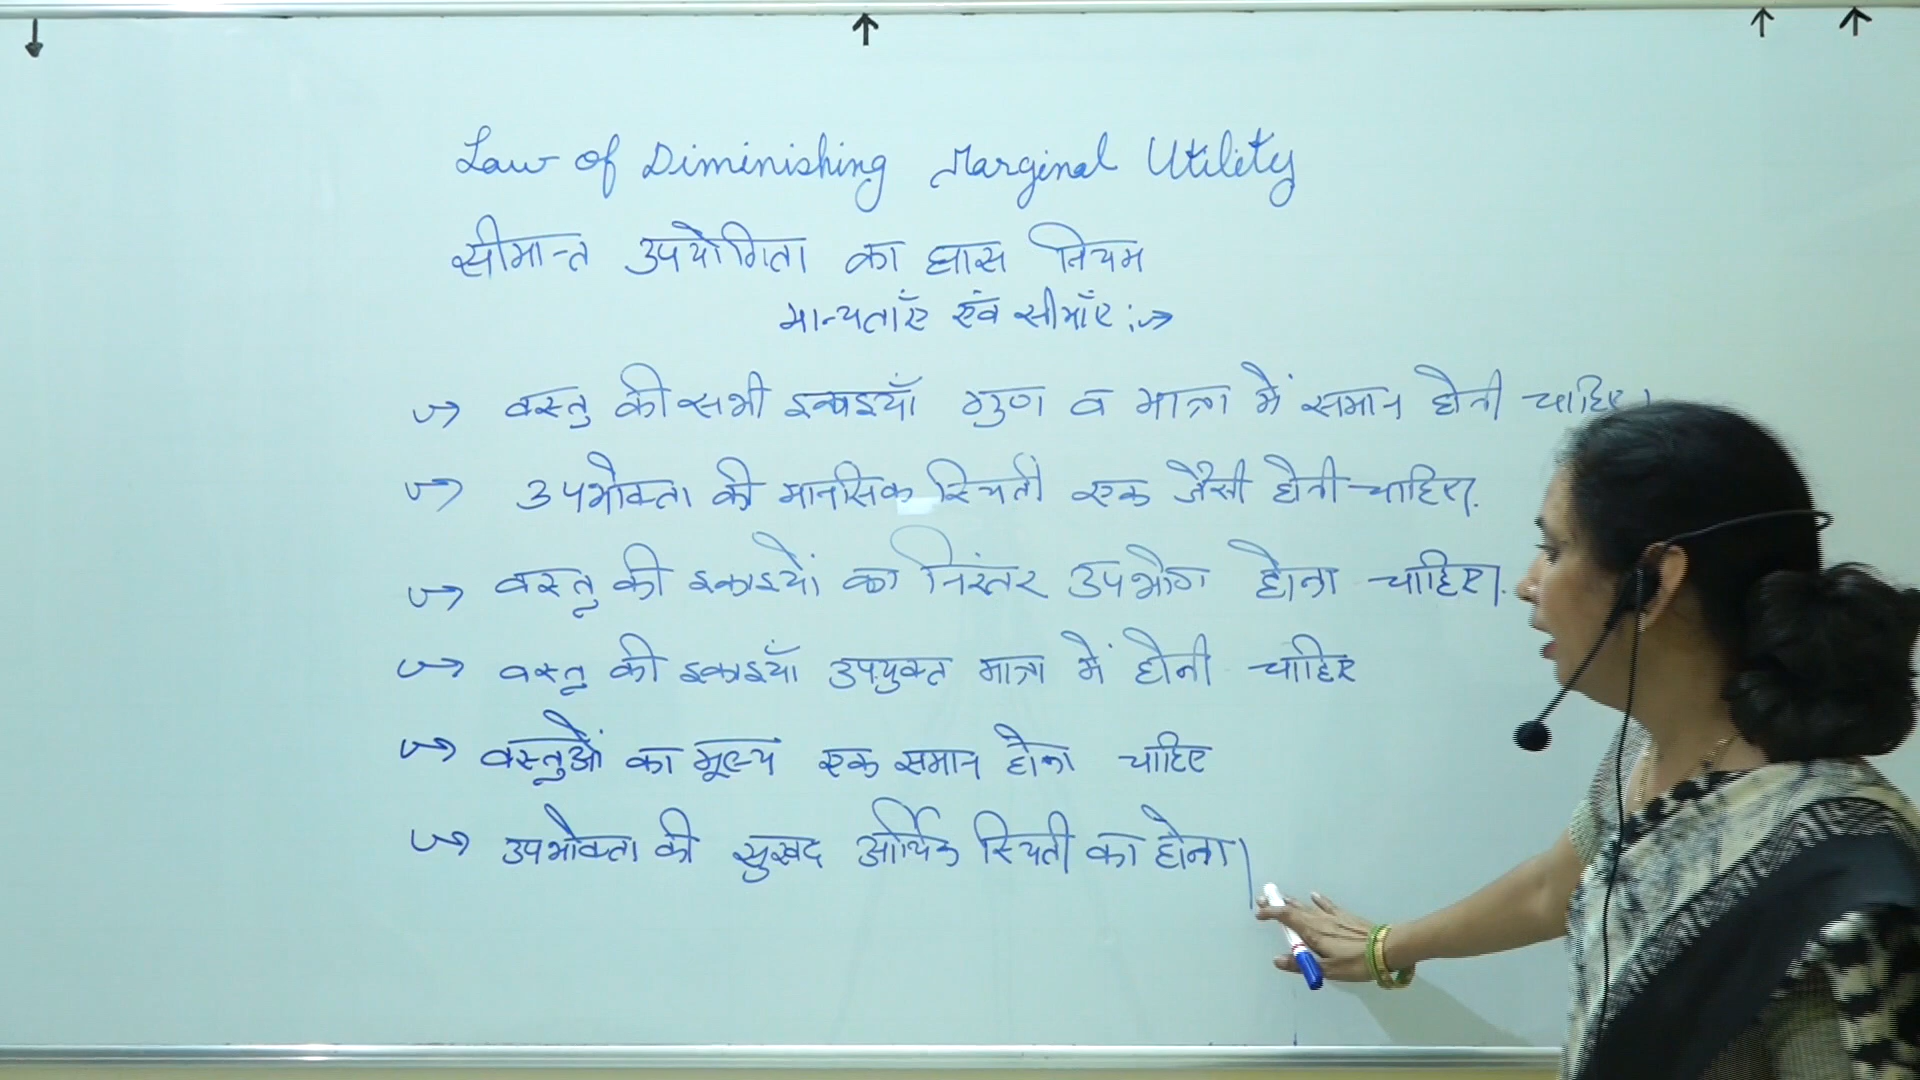 Law of Diminishing Marginal Utility
सीमान्त उपयोगिता का ह्रास नियम
मान्यताएँ एंव सीमाँए :→
→ वस्तु की सभी इकाइयाँ गुण व मात्रा में समान होनी चाहिए।
→ उपभोक्ता की मानसिक स्थिती एक जैसी होनी चाहिए।
→ वस्तू की इकाइयों का निरंतर उपभोग होना चाहिए।
→ वस्तू की इकाइयाँ उपयुक्त मात्रा में होनी चाहिए
→ वस्तुओं का मूल्य एक समान होना चाहिए
→ उपभोक्ता की सुखद आर्थिक स्थिती का होना।